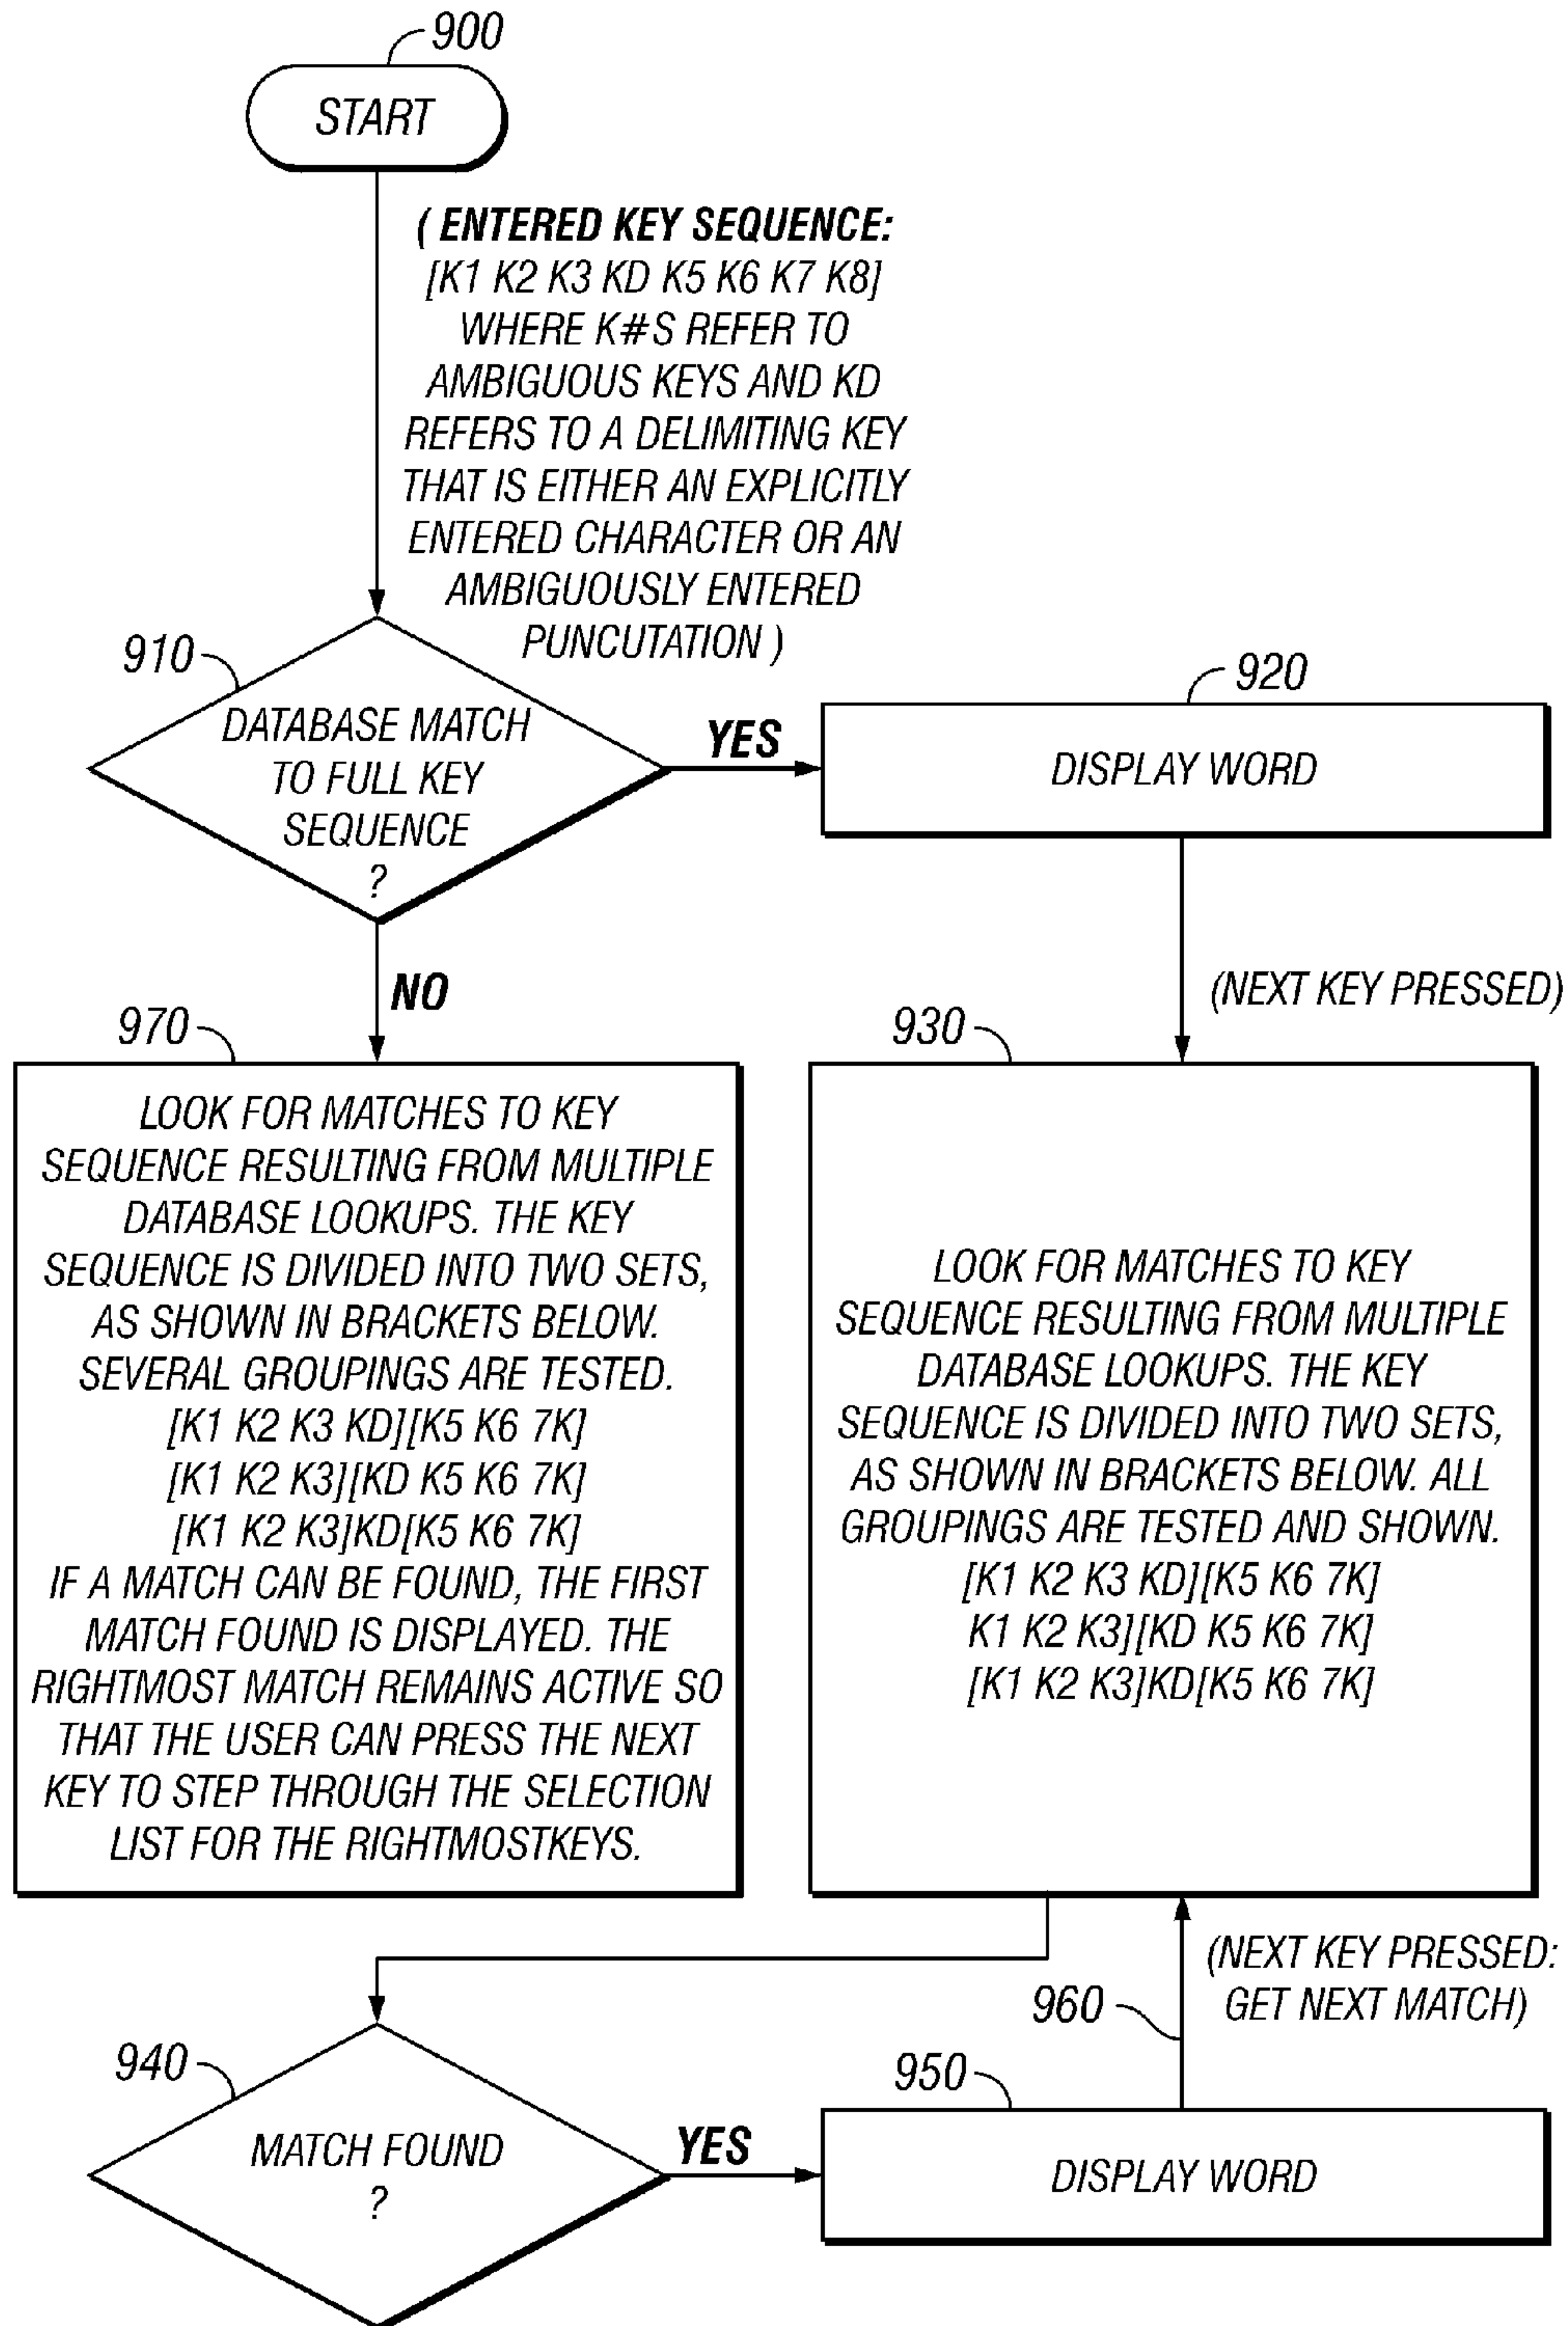 900
START
( ENTERED KEY SEQUENCE:
[K1 K2 K3 KD K5 K6 K7 K8]
WHERE K#S REFER TO
AMBIGUOUS KEYS AND KD
REFERS TO A DELIMITING KEY
THAT IS EITHER AN EXPLICITLY
ENTERED CHARACTER OR AN
AMBIGUOUSLY ENTERED
PUNCUTATION )
910
DATABASE MATCH
TO FULL KEY
SEQUENCE
?
YES
920
DISPLAY WORD
NO
(NEXT KEY PRESSED)
970
LOOK FOR MATCHES TO KEY
SEQUENCE RESULTING FROM MULTIPLE
DATABASE LOOKUPS. THE KEY
SEQUENCE IS DIVIDED INTO TWO SETS,
AS SHOWN IN BRACKETS BELOW.
SEVERAL GROUPINGS ARE TESTED.
[K1 K2 K3 KD][K5 K6 7K]
[K1 K2 K3][KD K5 K6 7K]
[K1 K2 K3]KD[K5 K6 7K]
IF A MATCH CAN BE FOUND, THE FIRST
MATCH FOUND IS DISPLAYED. THE
RIGHTMOST MATCH REMAINS ACTIVE SO
THAT THE USER CAN PRESS THE NEXT
KEY TO STEP THROUGH THE SELECTION
LIST FOR THE RIGHTMOSTKEYS.
930
LOOK FOR MATCHES TO KEY
SEQUENCE RESULTING FROM MULTIPLE
DATABASE LOOKUPS. THE KEY
SEQUENCE IS DIVIDED INTO TWO SETS,
AS SHOWN IN BRACKETS BELOW. ALL
GROUPINGS ARE TESTED AND SHOWN.
[K1 K2 K3 KD][K5 K6 7K]
K1 K2 K3][KD K5 K6 7K]
[K1 K2 K3]KD[K5 K6 7K]
(NEXT KEY PRESSED:
GET NEXT MATCH)
960
940
MATCH FOUND
?
YES
950
DISPLAY WORD